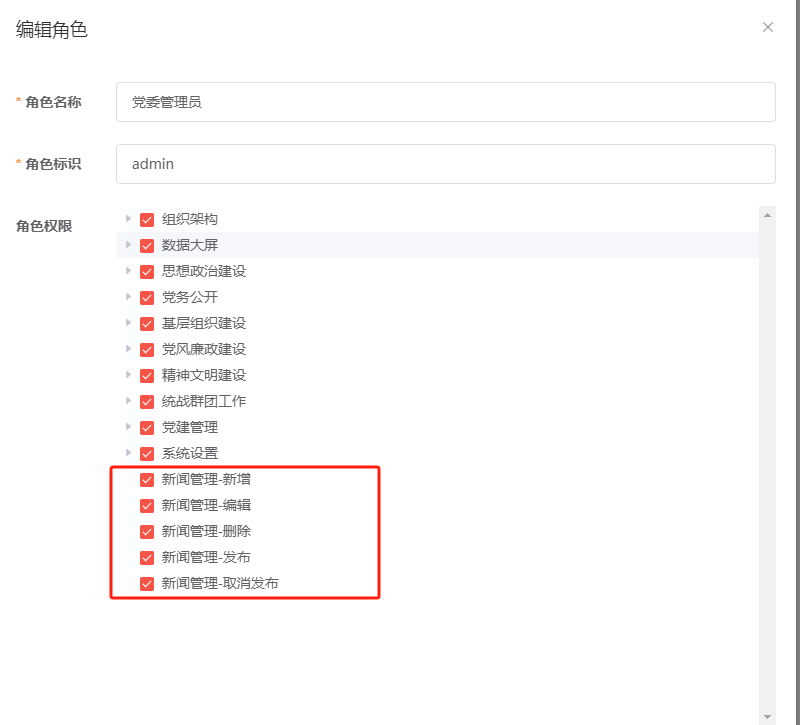 编辑角色
* 角色名称
党委管理员
* 角色标识
admin
角色权限
组织架构
数据大屏
思想政治建设
党务公开
基层组织建设
党风廉政建设
精神文明建设
统战群团工作
党建管理
系统设置
新闻管理-新增
新闻管理-编辑
新闻管理-删除
新闻管理-发布
新闻管理-取消发布